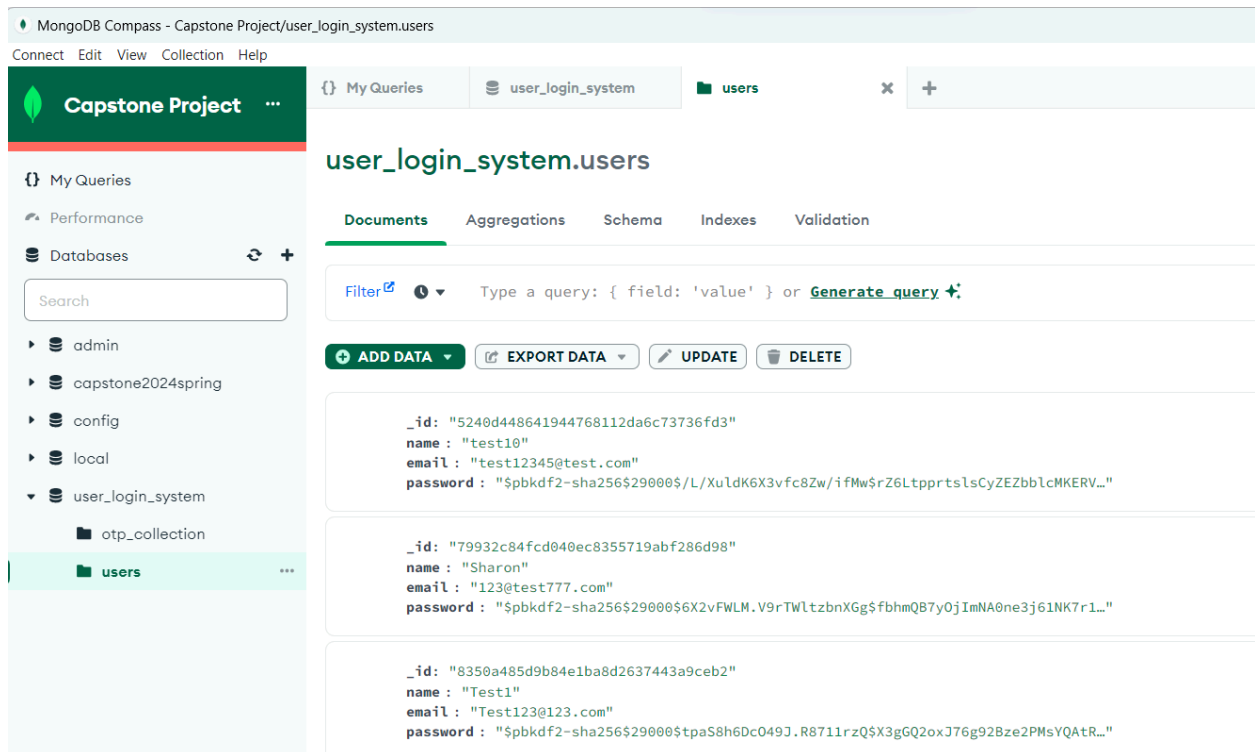 MongoDB Compass - Capstone Project/user_login_system.users
Connect Edit View Collection Help
Capstone Project ...
{} My Queries
Performance
Databases
Search
admin
capstone2024spring
config
local
user_login_system
otp_collection
users ...
{} My Queries user_login_system users × +
user_login_system.users
Documents Aggregations Schema Indexes Validation
Filter Type a query: { field: 'value' } or Generate query
ADD DATA EXPORT DATA UPDATE DELETE
_id: "5240d448641944768112da6c73736fd3"
name : "test10"
email : "test12345@test.com"
password : "$pbkdf2-sha256$29000$/L/XuldK6X3vfc8Zw/ifMw$rZ6LtpprtslsCyZEZbblcMKERV…"
_id: "79932c84fcd040ec8355719abf286d98"
name : "Sharon"
email : "123@test777.com"
password : "$pbkdf2-sha256$29000$6X2vFWLM.V9rTWltzbnXGg$fbhmQB7yOjImNA0ne3j61NK7r1…"
_id: "8350a485d9b84e1ba8d2637443a9ceb2"
name : "Test1"
email : "Test123@123.com"
password : "$pbkdf2-sha256$29000$tpaS8h6DcO49J.R8711rzQ$X3gGQ2oxJ76g92Bze2PMsYQAtR…"